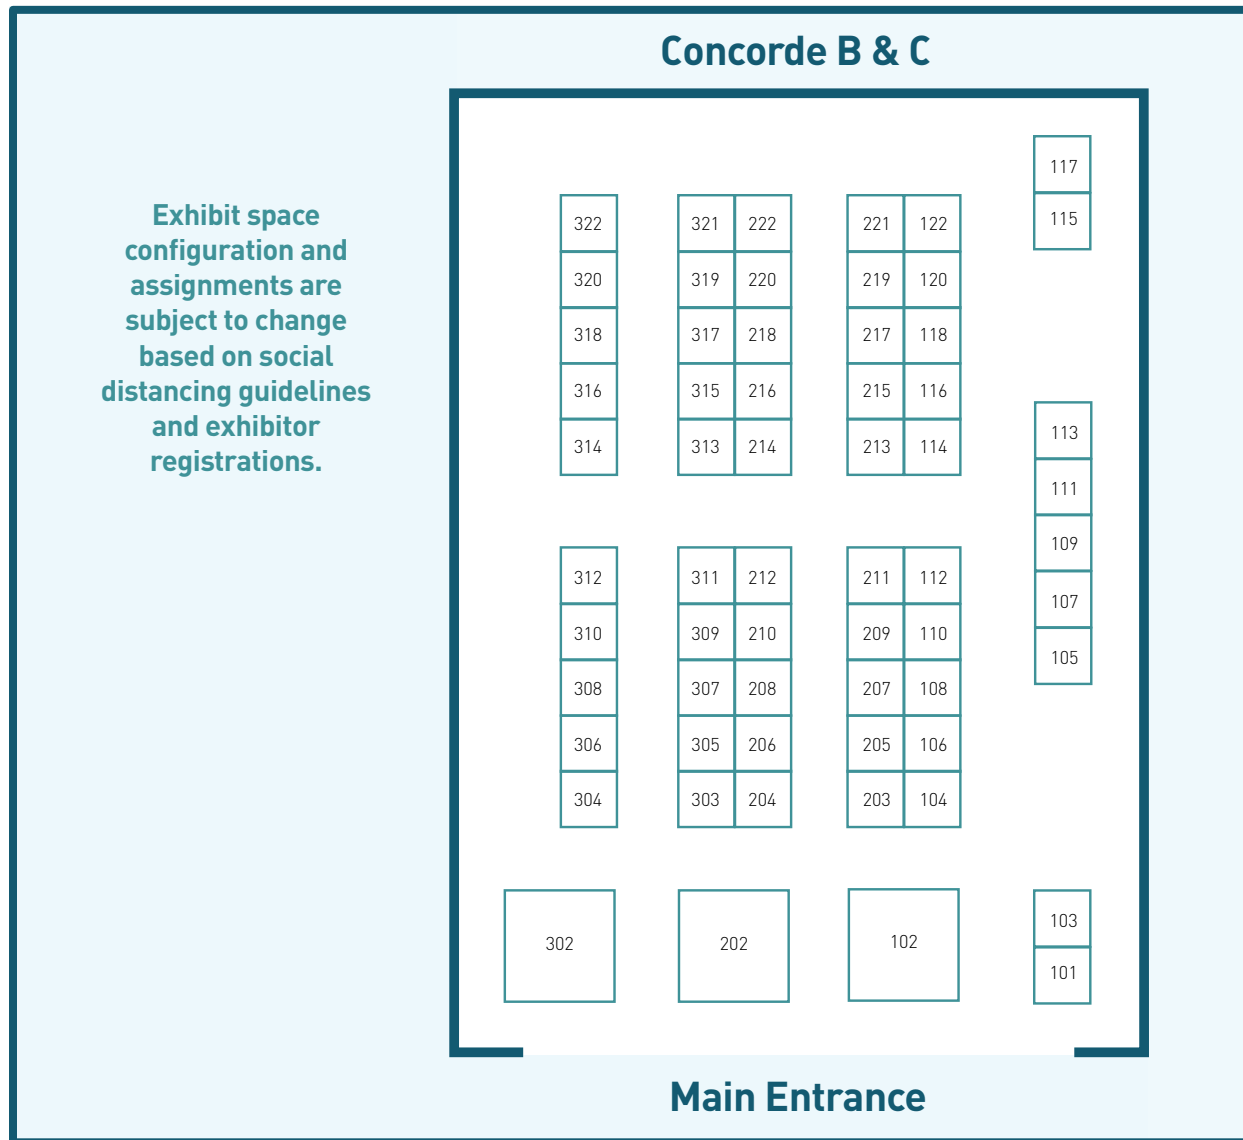 Concorde B & C
Exhibit space
configuration and
assignments are
subject to change
based on social
distancing guidelines
and exhibitor
registrations.
117
115
322 321 222 221 122
320 319 220 219 120
318 317 218 217 118
316 315 216 215 116
314 313 214 213 114
113
111
109
107
105
312 311 212 211 112
310 309 210 209 110
308 307 208 207 108
306 305 206 205 106
304 303 204 203 104
302 202 102
103
101
Main Entrance